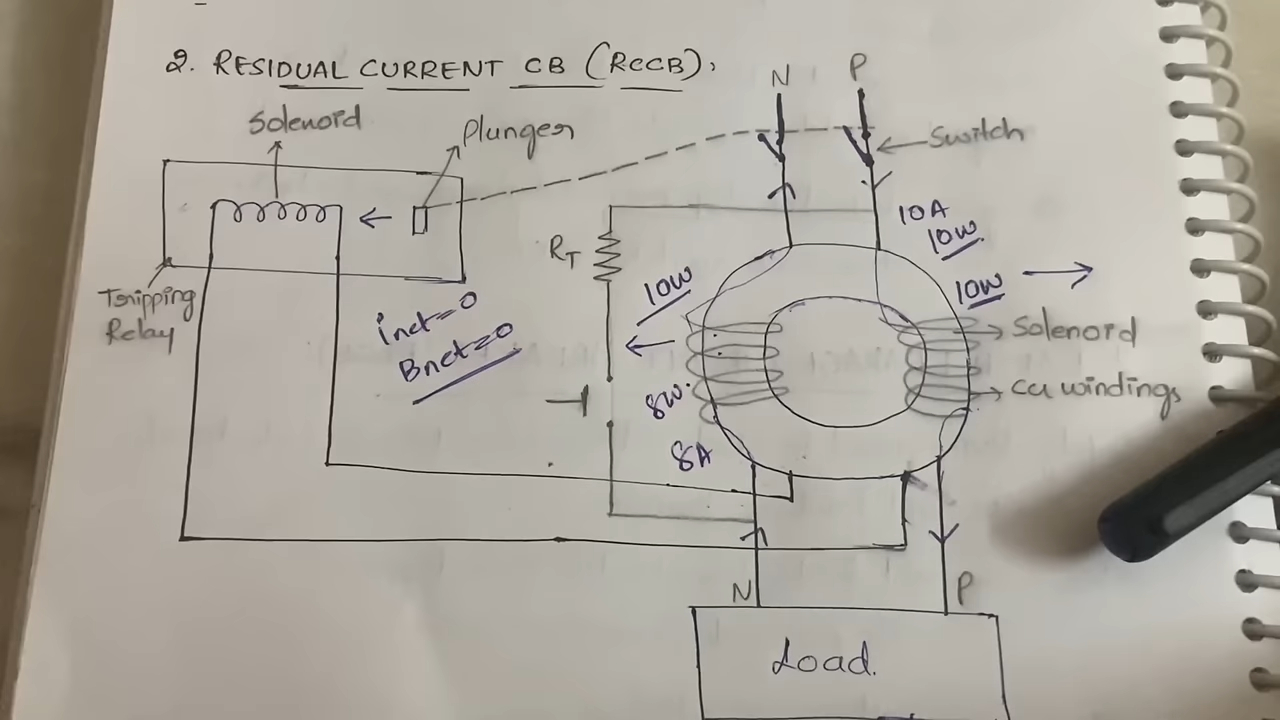 2. RESIDUAL CURRENT CB (RCCB),
N P
Solenoid
Plunger
Switch
10A
10w
RT
10w
10w
Tripping
Relay
inet=0
Bnet=0
Solenoid
8w.
Cu windings
8A
N P
Load.